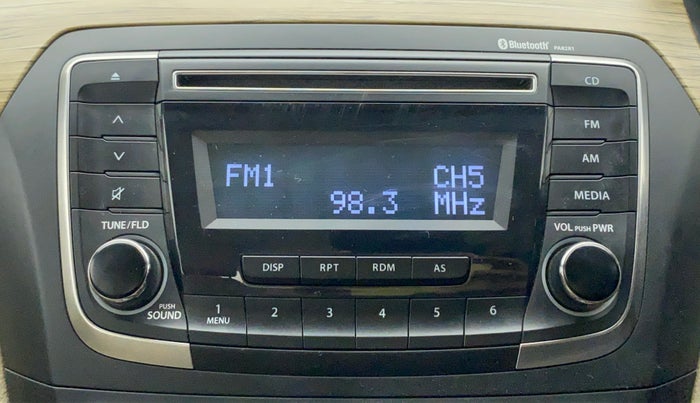 Bluetooth® PAR2R1
CD
FM
AM
MEDIA
FM1 CH5
98.3 MHz
TUNE/FLD
VOL PUSH PWR
DISP RPT RDM AS
PUSH
SOUND
1 2 3 4 5 6
MENU